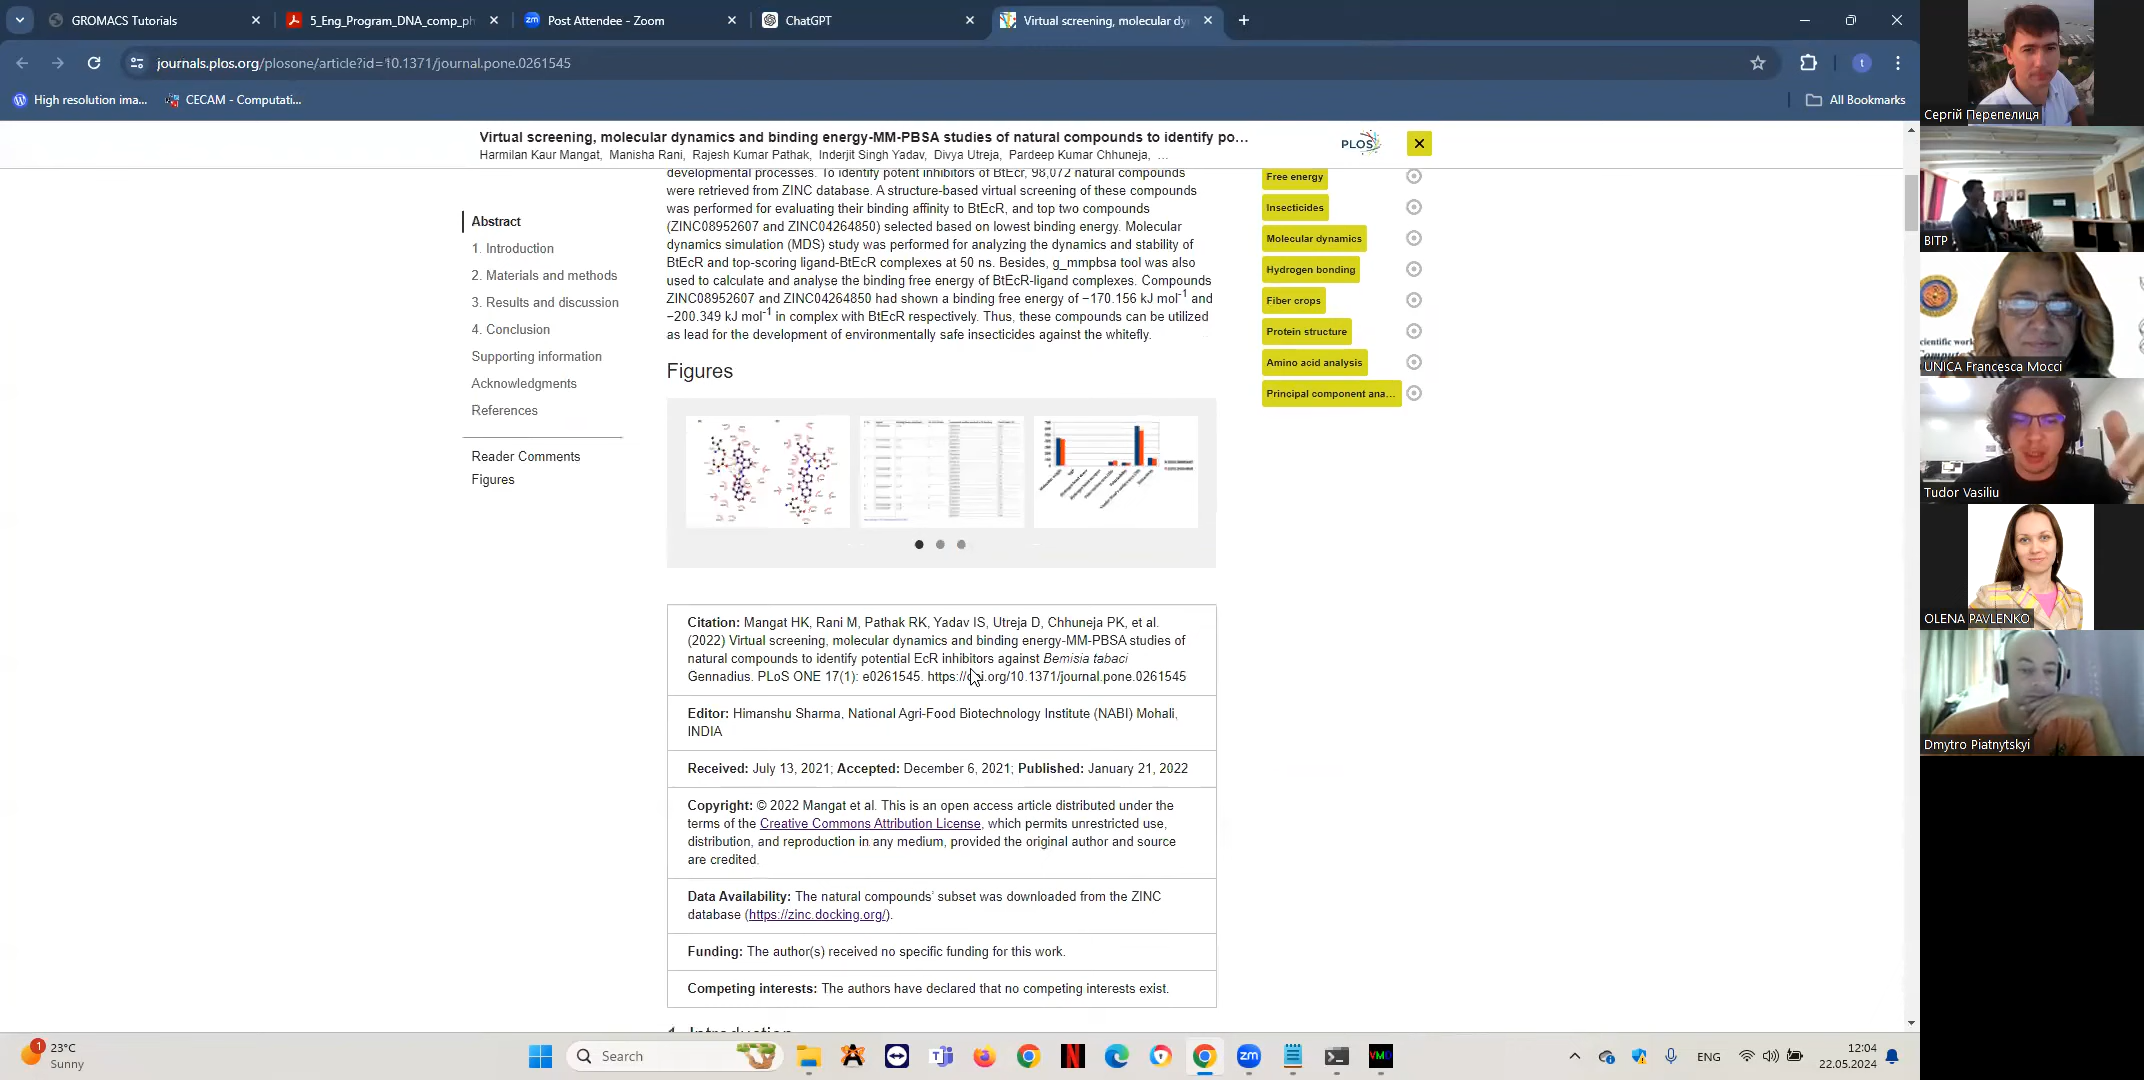 GROMACS Tutorials
5_Eng_Program_DNA_comp_ph
zm Post Attendee - Zoom
ChatGPT
Virtual screening, molecular dy
journals.plos.org/plosone/article?id=10.1371/journal.pone.0261545
High resolution ima...
CECAM - Computati...
All Bookmarks
Virtual screening, molecular dynamics and binding energy-MM-PBSA studies of natural compounds to identify po...
Harmilan Kaur Mangat, Manisha Rani, Rajesh Kumar Pathak, Inderjit Singh Yadav, Divya Utreja, Pardeep Kumar Chhuneja, ...
PLOS
Abstract
1. Introduction
2. Materials and methods
3. Results and discussion
4. Conclusion
Supporting information
Acknowledgments
References
Reader Comments
Figures
developmental processes. To identify potent inhibitors of BtEcr, 98,072 natural compounds
were retrieved from ZINC database. A structure-based virtual screening of these compounds
was performed for evaluating their binding affinity to BtEcR, and top two compounds
(ZINC08952607 and ZINC04264850) selected based on lowest binding energy. Molecular
dynamics simulation (MDS) study was performed for analyzing the dynamics and stability of
BtEcR and top-scoring ligand-BtEcR complexes at 50 ns. Besides, g_mmpbsa tool was also
used to calculate and analyse the binding free energy of BtEcR-ligand complexes. Compounds
ZINC08952607 and ZINC04264850 had shown a binding free energy of −170.156 kJ mol-1 and
−200.349 kJ mol-1 in complex with BtEcR respectively. Thus, these compounds can be utilized
as lead for the development of environmentally safe insecticides against the whitefly.
Figures
Citation: Mangat HK, Rani M, Pathak RK, Yadav IS, Utreja D, Chhuneja PK, et al.
(2022) Virtual screening, molecular dynamics and binding energy-MM-PBSA studies of
natural compounds to identify potential EcR inhibitors against Bemisia tabaci
Gennadius. PLoS ONE 17(1): e0261545. https://doi.org/10.1371/journal.pone.0261545
Editor: Himanshu Sharma, National Agri-Food Biotechnology Institute (NABI) Mohali,
INDIA
Received: July 13, 2021; Accepted: December 6, 2021; Published: January 21, 2022
Copyright: © 2022 Mangat et al. This is an open access article distributed under the
terms of the Creative Commons Attribution License, which permits unrestricted use,
distribution, and reproduction in any medium, provided the original author and source
are credited.
Data Availability: The natural compounds' subset was downloaded from the ZINC
database (https://zinc.docking.org/).
Funding: The author(s) received no specific funding for this work.
Competing interests: The authors have declared that no competing interests exist.
Free energy
Insecticides
Molecular dynamics
Hydrogen bonding
Fiber crops
Protein structure
Amino acid analysis
Principal component ana...
Сергій Перепелиця
BITP
UNICA Francesca Mocci
Tudor Vasiliu
OLENA PAVLENKO
Dmytro Piatnytskyi
1
23°C
Sunny
Search
zm
VMD
ENG
12:04
22.05.2024